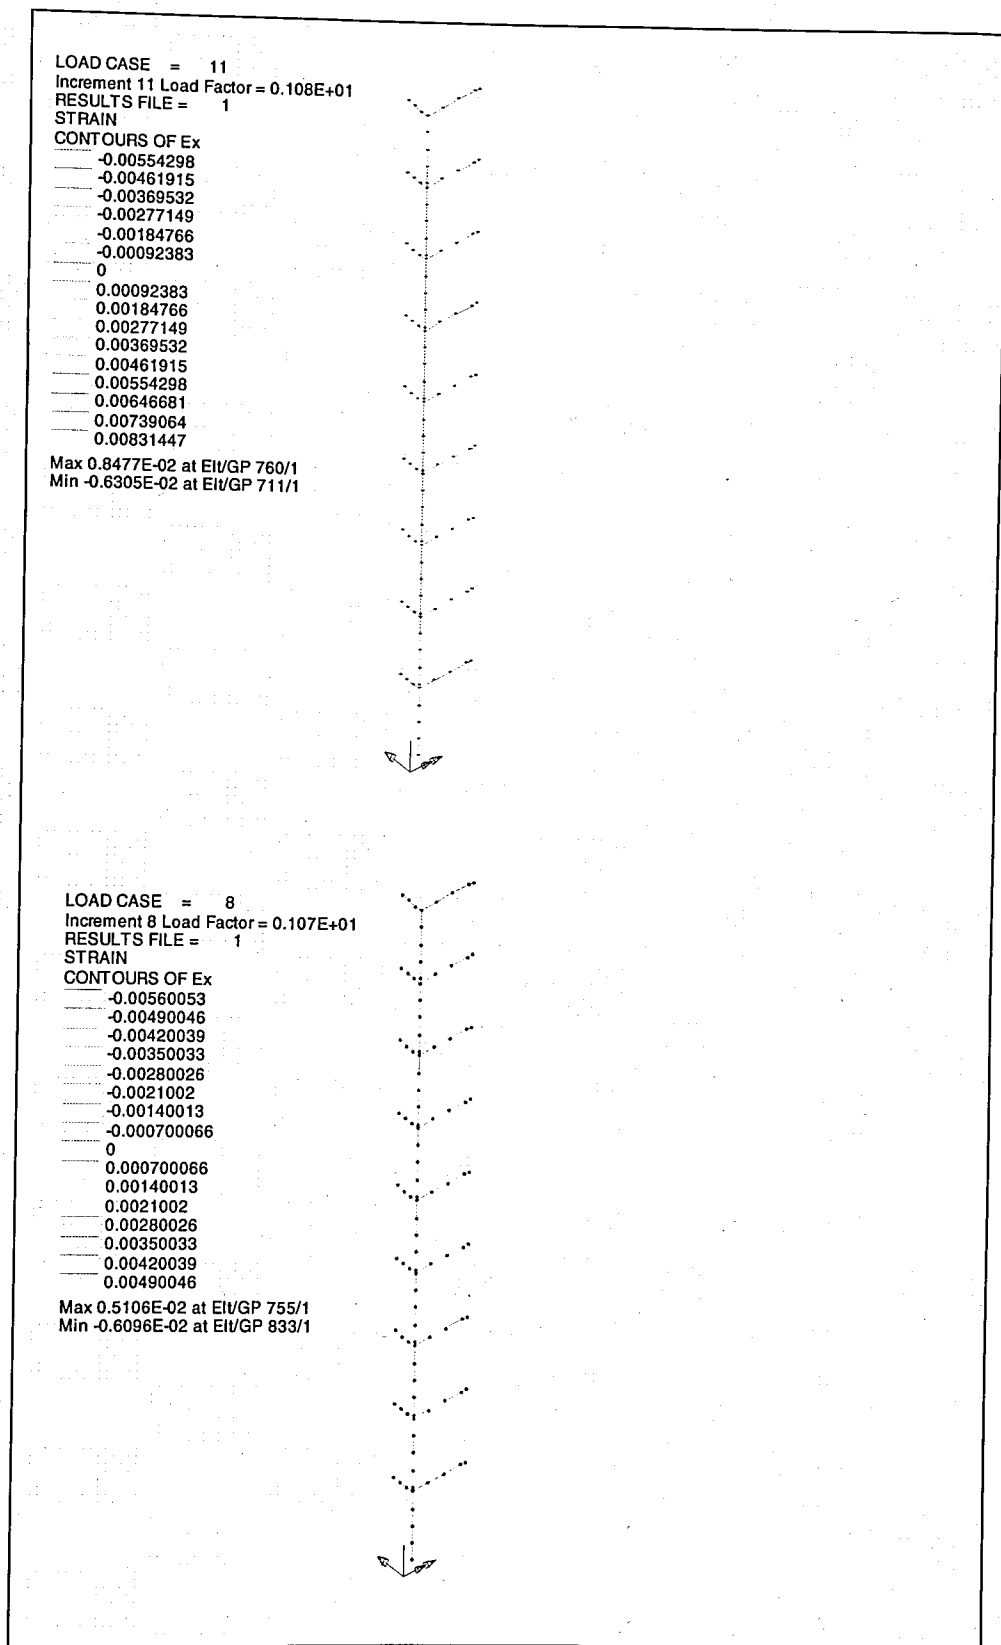 LOAD CASE = 11
Increment 11 Load Factor = 0.108E+01
RESULTS FILE = 1
STRAIN
CONTOURS OF Ex
-0.00554298
-0.00461915
-0.00369532
-0.00277149
-0.00184766
-0.00092383
0
0.00092383
0.00184766
0.00277149
0.00369532
0.00461915
0.00554298
0.00646681
0.00739064
0.00831447
Max 0.8477E-02 at Elt/GP 760/1
Min -0.6305E-02 at Elt/GP 711/1
LOAD CASE = 8
Increment 8 Load Factor = 0.107E+01
RESULTS FILE = 1
STRAIN
CONTOURS OF Ex
-0.00560053
-0.00490046
-0.00420039
-0.00350033
-0.00280026
-0.0021002
-0.00140013
-0.000700066
0
0.000700066
0.00140013
0.0021002
0.00280026
0.00350033
0.00420039
0.00490046
Max 0.5106E-02 at Elt/GP 755/1
Min -0.6096E-02 at Elt/GP 833/1